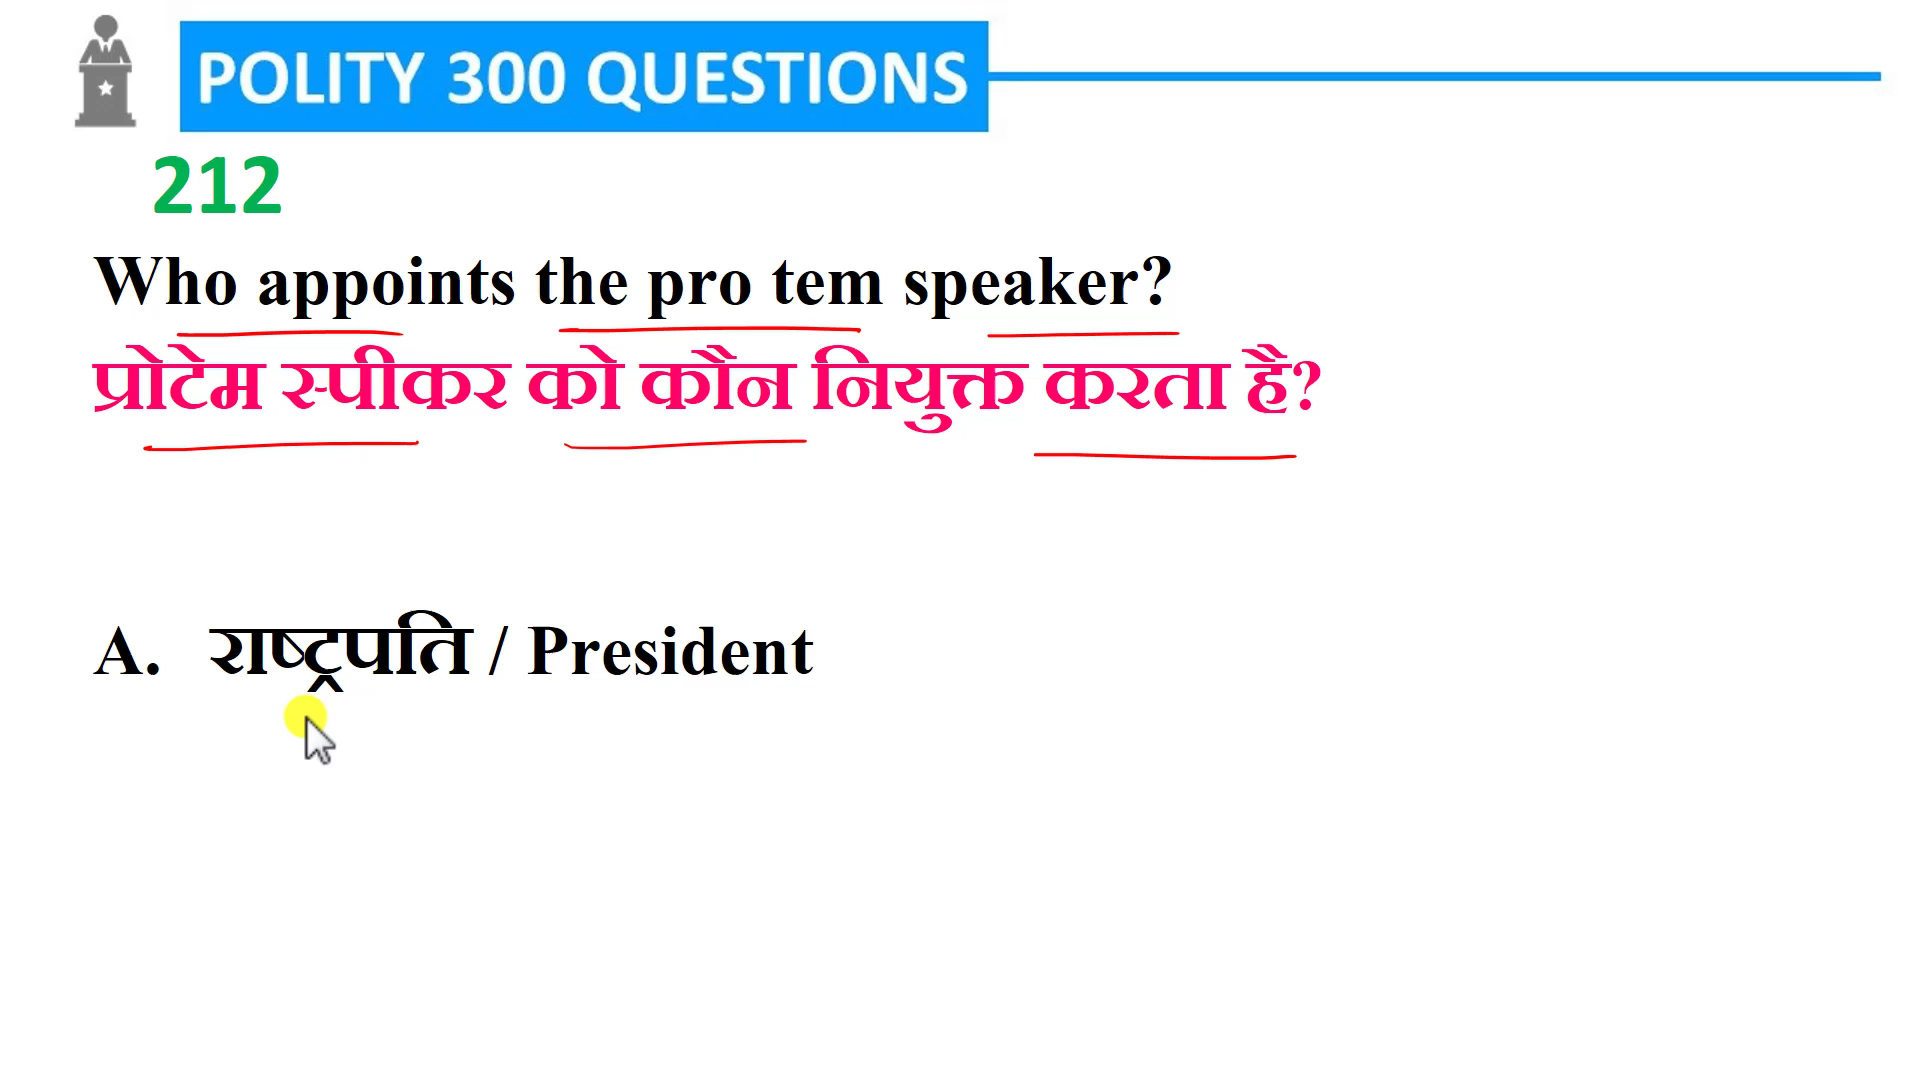 POLITY 300 QUESTIONS
212
Who appoints the pro tem speaker?
प्रोटेम स्पीकर को कौन नियुक्त करता है?
A. राष्ट्रपति / President